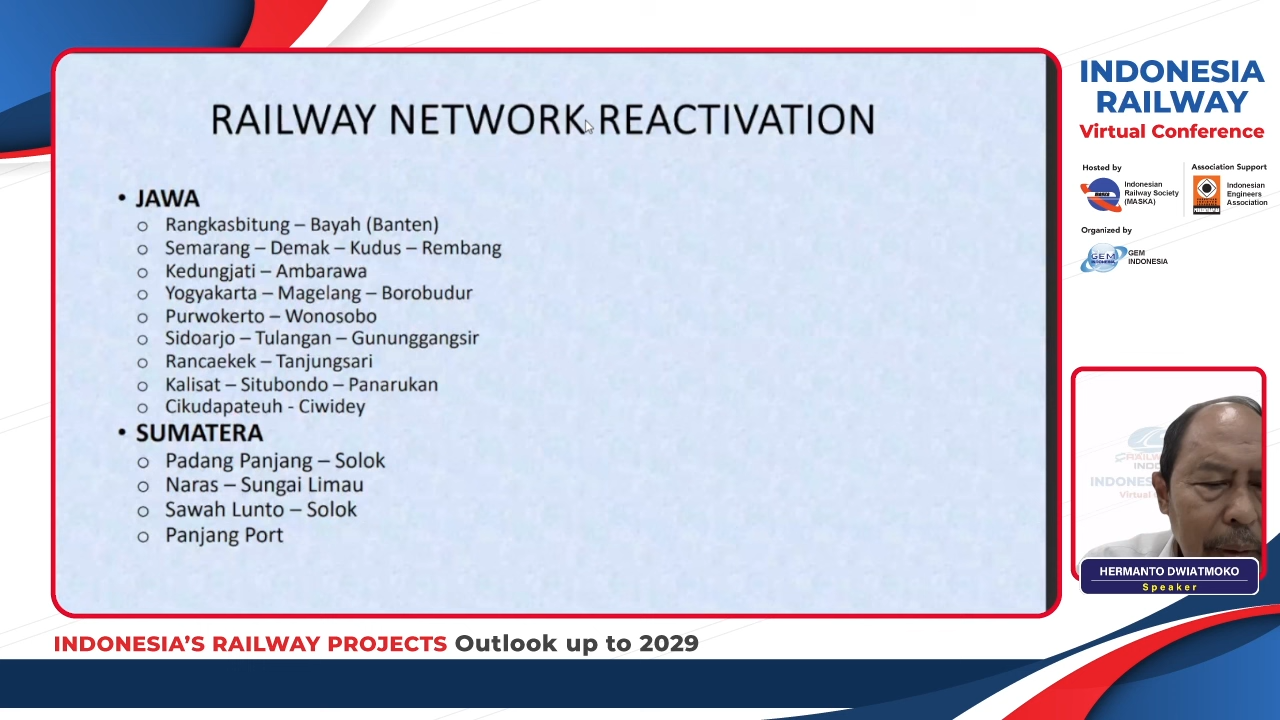 RAILWAY NETWORK REACTIVATION
• JAWA
o Rangkasbitung – Bayah (Banten)
o Semarang – Demak – Kudus – Rembang
o Kedungjati – Ambarawa
o Yogyakarta – Magelang – Borobudur
o Purwokerto – Wonosobo
o Sidoarjo – Tulangan – Gununggangsir
o Rancaekek – Tanjungsari
o Kalisat – Situbondo – Panarukan
o Cikudapateuh - Ciwidey
• SUMATERA
o Padang Panjang – Solok
o Naras – Sungai Limau
o Sawah Lunto – Solok
o Panjang Port
INDONESIA
RAILWAY
Virtual Conference
Hosted by
Indonesian
Railway Society
(MASKA)
Association Support
Indonesian
Engineers
Association
Organized by
GEM
INDONESIA
GEM
INDONESIA
HERMANTO DWIATMOKO
Speaker
INDONESIA'S RAILWAY PROJECTS Outlook up to 2029